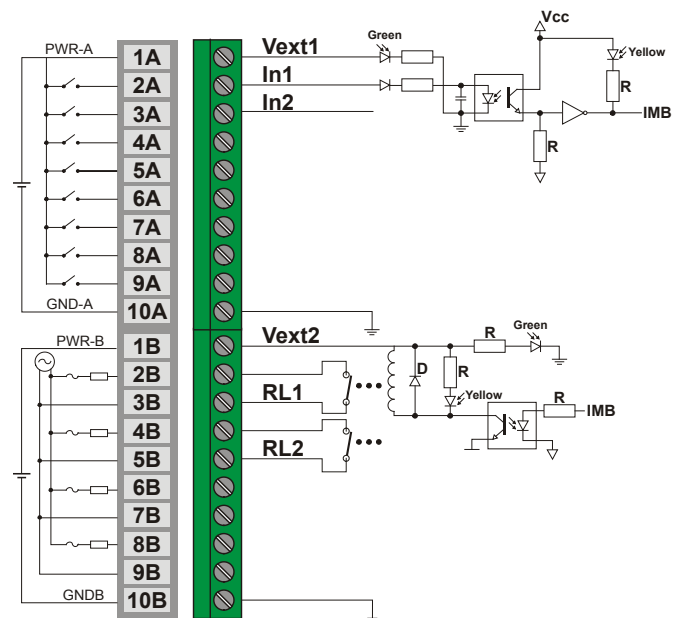 PWR-A
1A
2A
3A
4A
5A
6A
7A
8A
9A
GND-A
10A
Vext1
In1
In2
Green
Vcc
Yellow
R
IMB
R
PWR-B
1B
2B
3B
4B
5B
6B
7B
8B
9B
GNDB
10B
Vext2
RL1
RL2
D
R
Yellow
R
Green
R
IMB